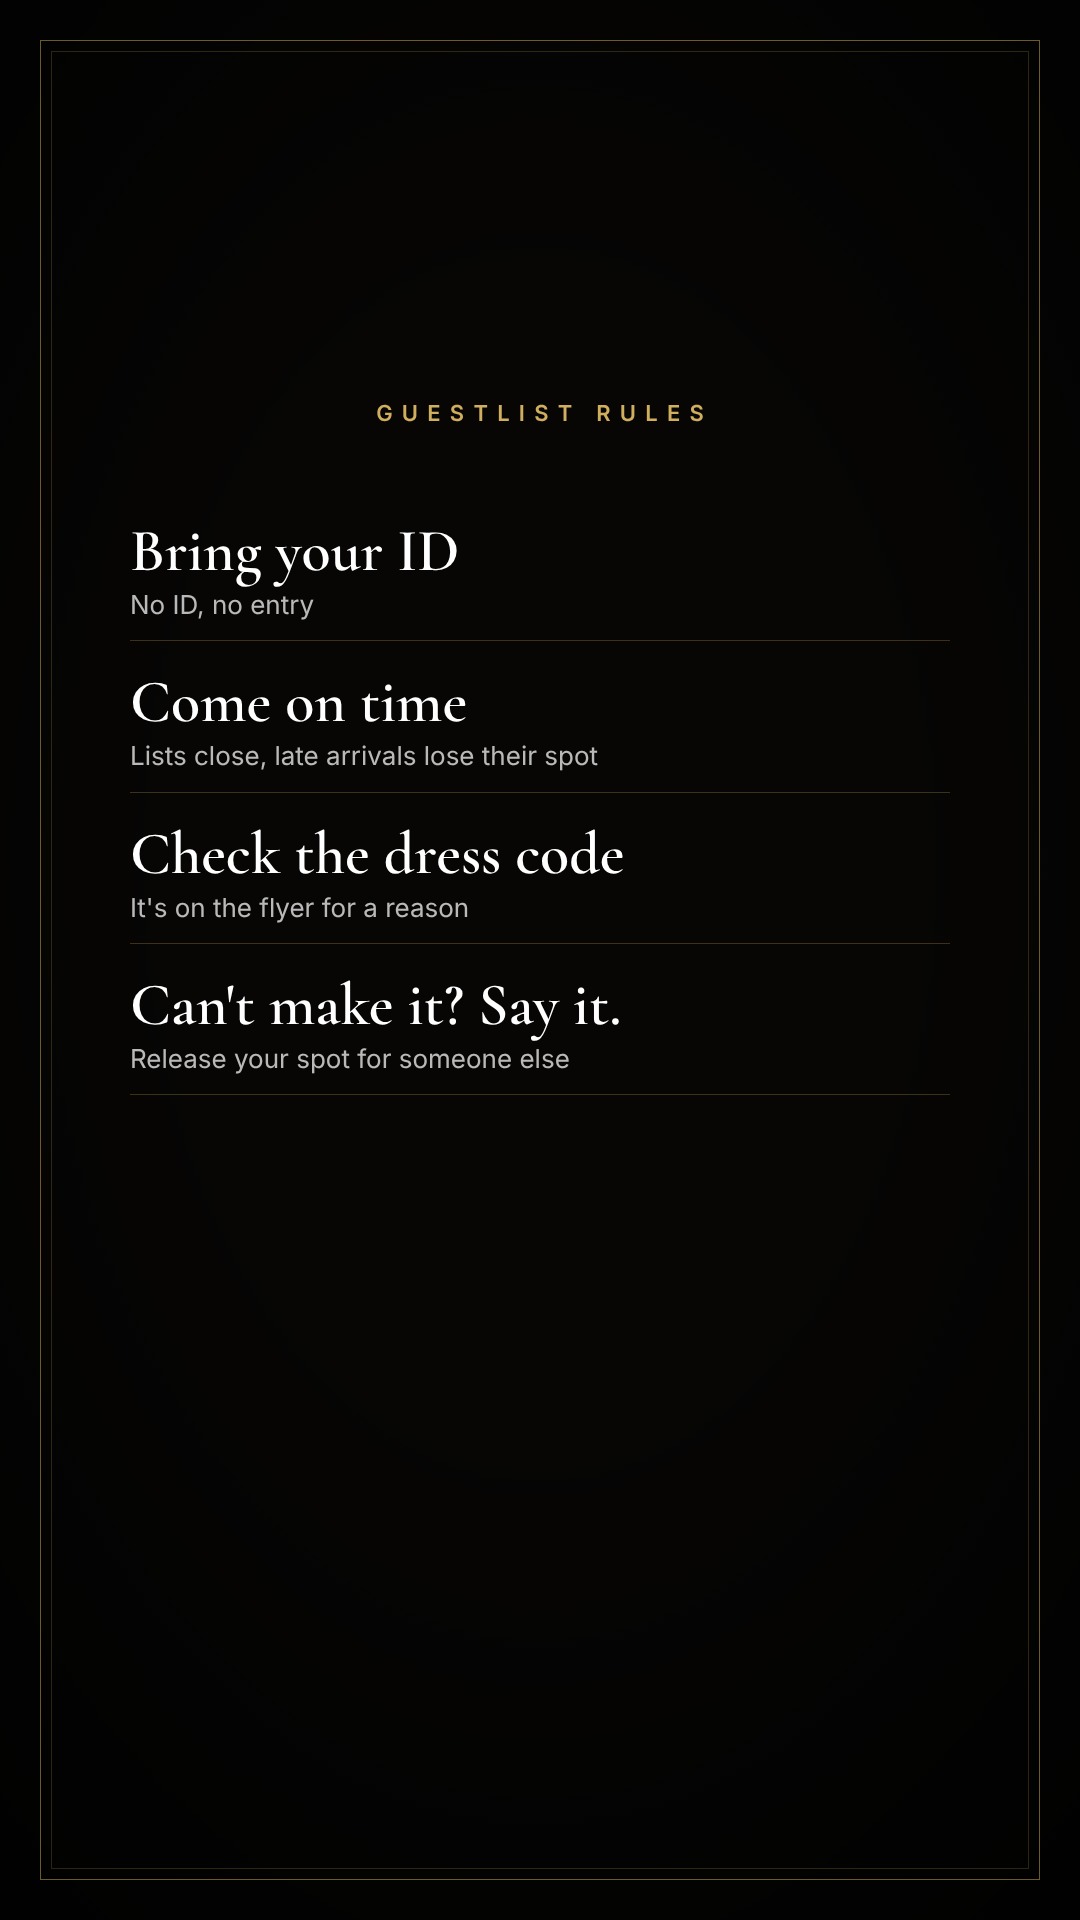 GUESTLIST RULES
Bring your ID
No ID, no entry
Come on time
Lists close, late arrivals lose their spot
Check the dress code
It's on the flyer for a reason
Can't make it? Say it.
Release your spot for someone else